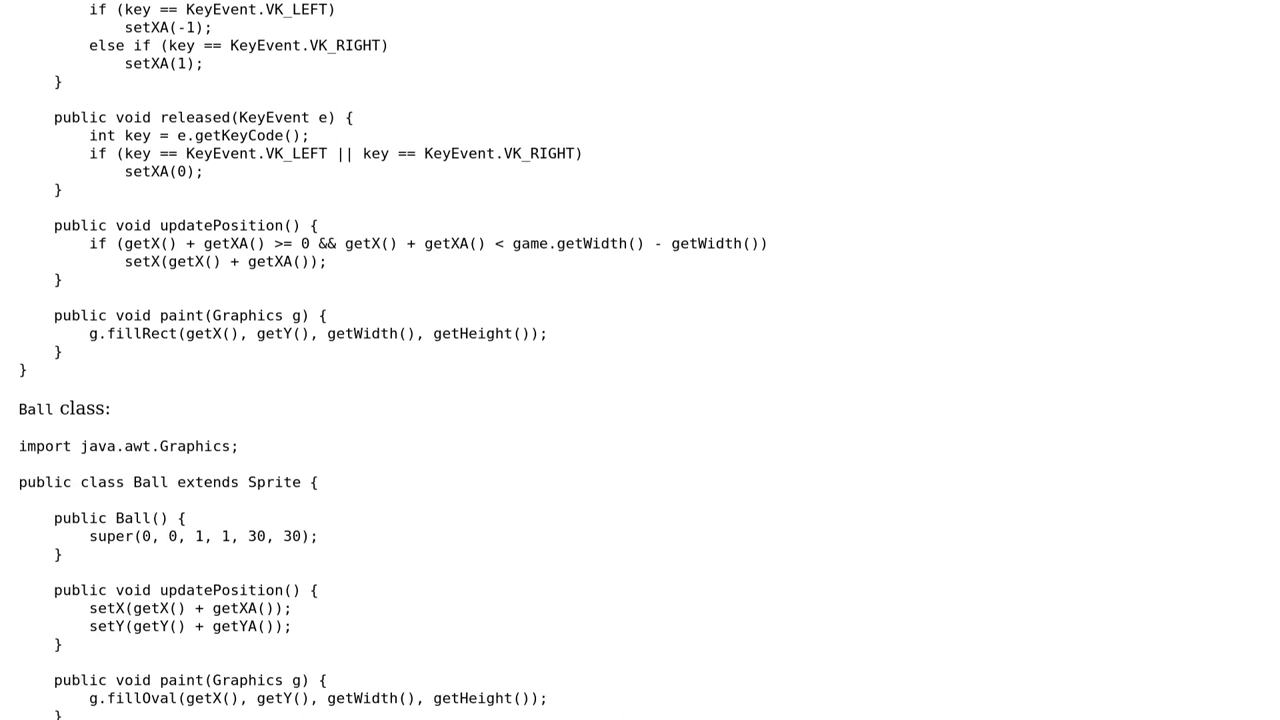 if (key == KeyEvent.VK_LEFT)
            setXA(-1);
        else if (key == KeyEvent.VK_RIGHT)
            setXA(1);
    }

    public void released(KeyEvent e) {
        int key = e.getKeyCode();
        if (key == KeyEvent.VK_LEFT || key == KeyEvent.VK_RIGHT)
            setXA(0);
    }

    public void updatePosition() {
        if (getX() + getXA() >= 0 && getX() + getXA() < game.getWidth() - getWidth())
            setX(getX() + getXA());
    }

    public void paint(Graphics g) {
        g.fillRect(getX(), getY(), getWidth(), getHeight());
    }
}

Ball class:

import java.awt.Graphics;

public class Ball extends Sprite {

    public Ball() {
        super(0, 0, 1, 1, 30, 30);
    }

    public void updatePosition() {
        setX(getX() + getXA());
        setY(getY() + getYA());
    }

    public void paint(Graphics g) {
        g.fillOval(getX(), getY(), getWidth(), getHeight());
    }